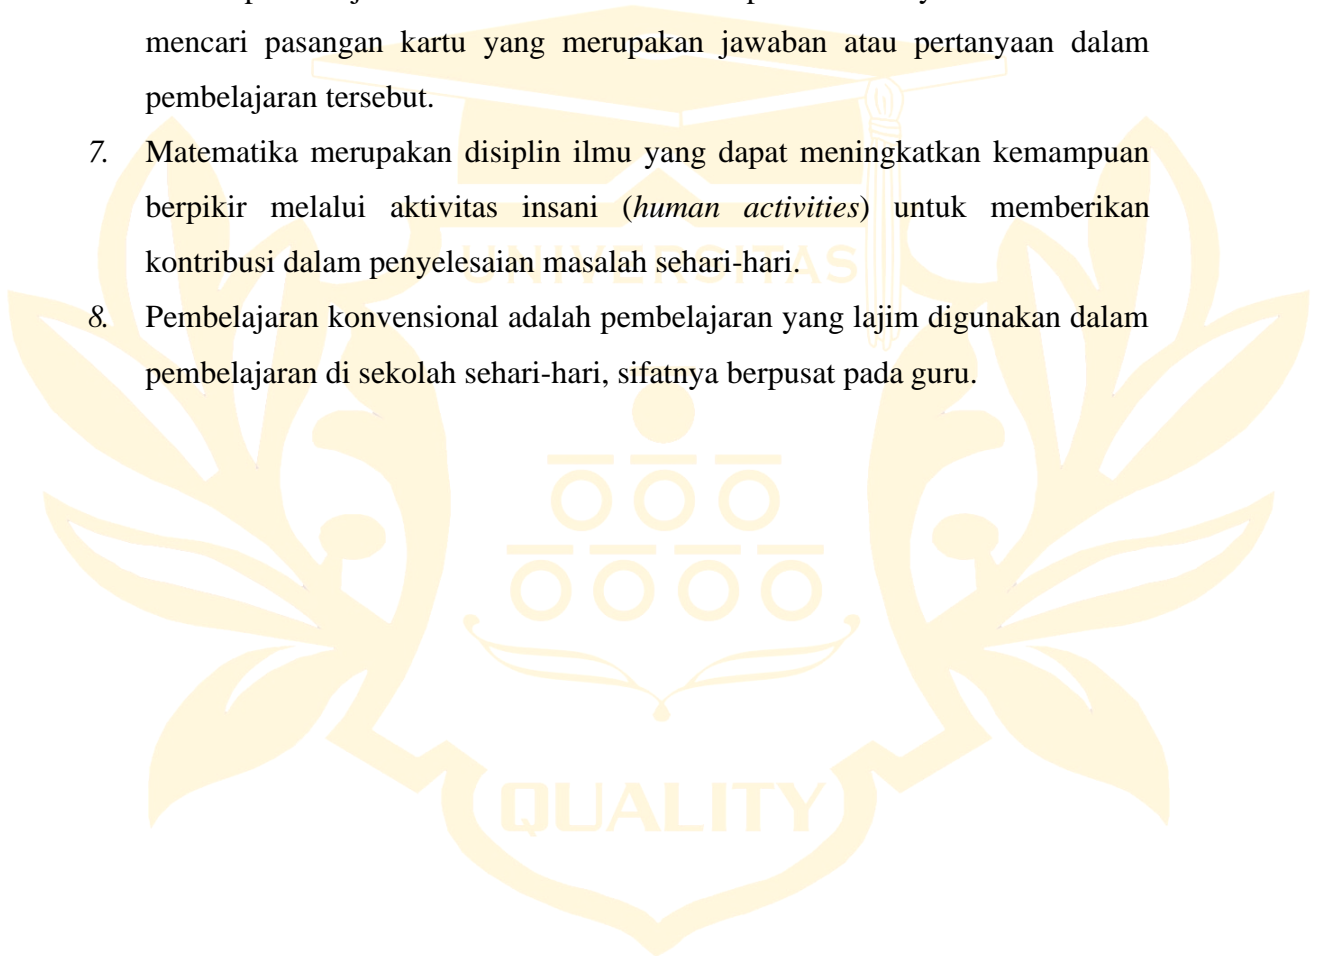 mencari pasangan kartu yang merupakan jawaban atau pertanyaan dalam
pembelajaran tersebut.
7. Matematika merupakan disiplin ilmu yang dapat meningkatkan kemampuan
berpikir melalui aktivitas insani (human activities) untuk memberikan
kontribusi dalam penyelesaian masalah sehari-hari.
8. Pembelajaran konvensional adalah pembelajaran yang lajim digunakan dalam
pembelajaran di sekolah sehari-hari, sifatnya berpusat pada guru.
UNIVERSITAS
QUALITY